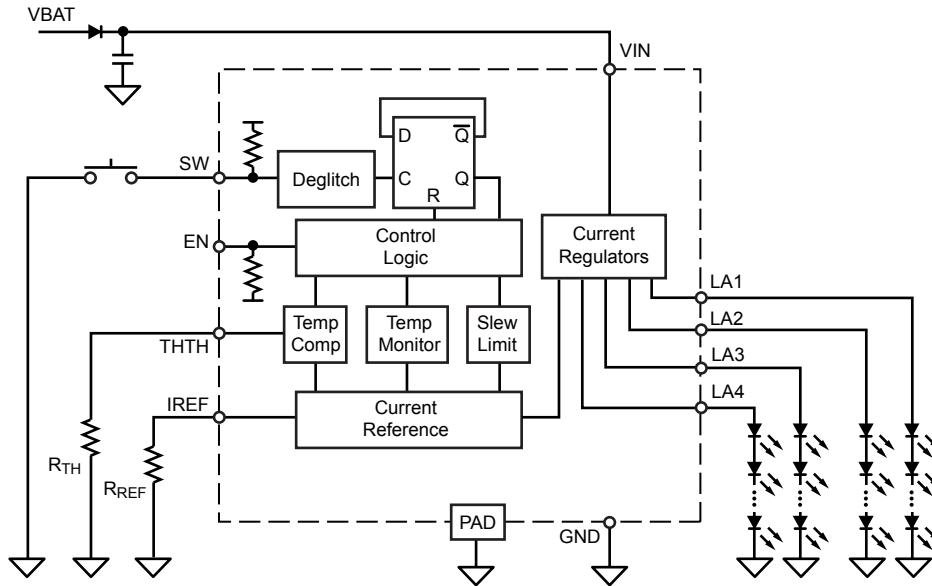 VBAT
VIN
D
Q̅
SW
Deglitch
C
Q
R
EN
Control
Logic
Current
Regulators
LA1
Temp
Comp
Temp
Monitor
Slew
Limit
LA2
THTH
LA3
LA4
IREF
Current
Reference
RTH
RREF
PAD
GND